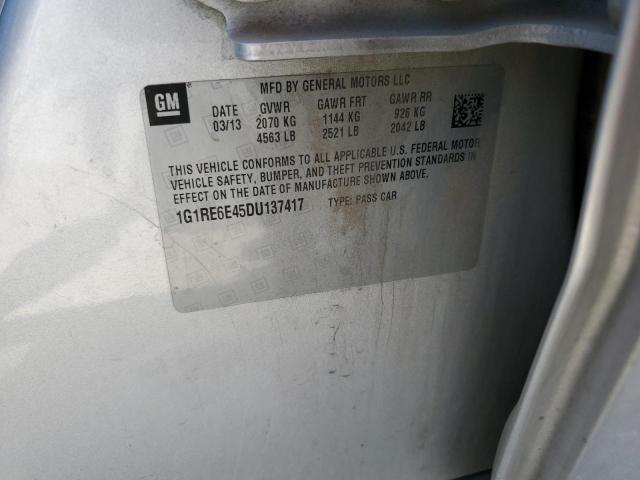 GM
MFD BY GENERAL MOTORS LLC
DATE GVWR GAWR FRT GAWR RR
03/13 2070 KG 1144 KG 926 KG
4563 LB 2521 LB 2042 LB
THIS VEHICLE CONFORMS TO ALL APPLICABLE U.S. FEDERAL MOTOR
VEHICLE SAFETY, BUMPER, AND THEFT PREVENTION STANDARDS IN
EFFECT ON THE DATE OF MANUFACTURE SHOWN ABOVE.
1G1RE6E45DU137417 TYPE: PASS CAR